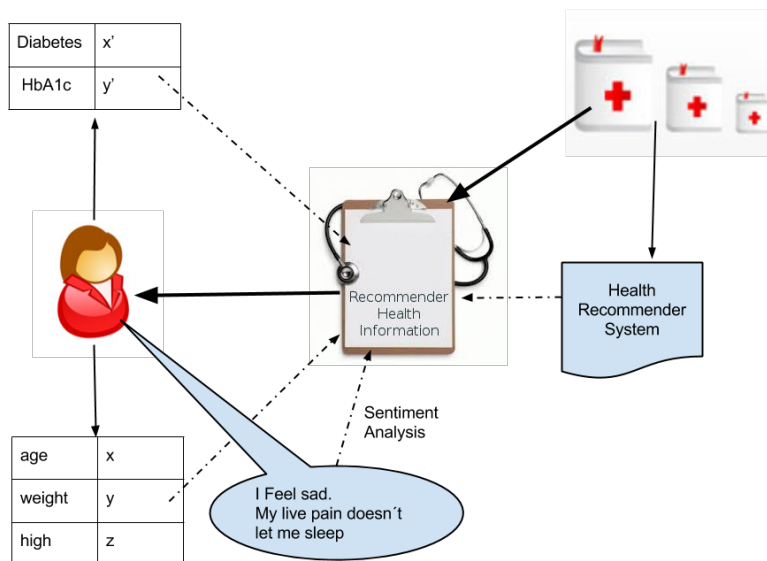 Diabetes x'
HbA1c y'
Recommender
Health
Information
Health
Recommender
System
Sentiment
Analysis
age x
weight y
high z
I Feel sad.
My live pain doesn´t
let me sleep